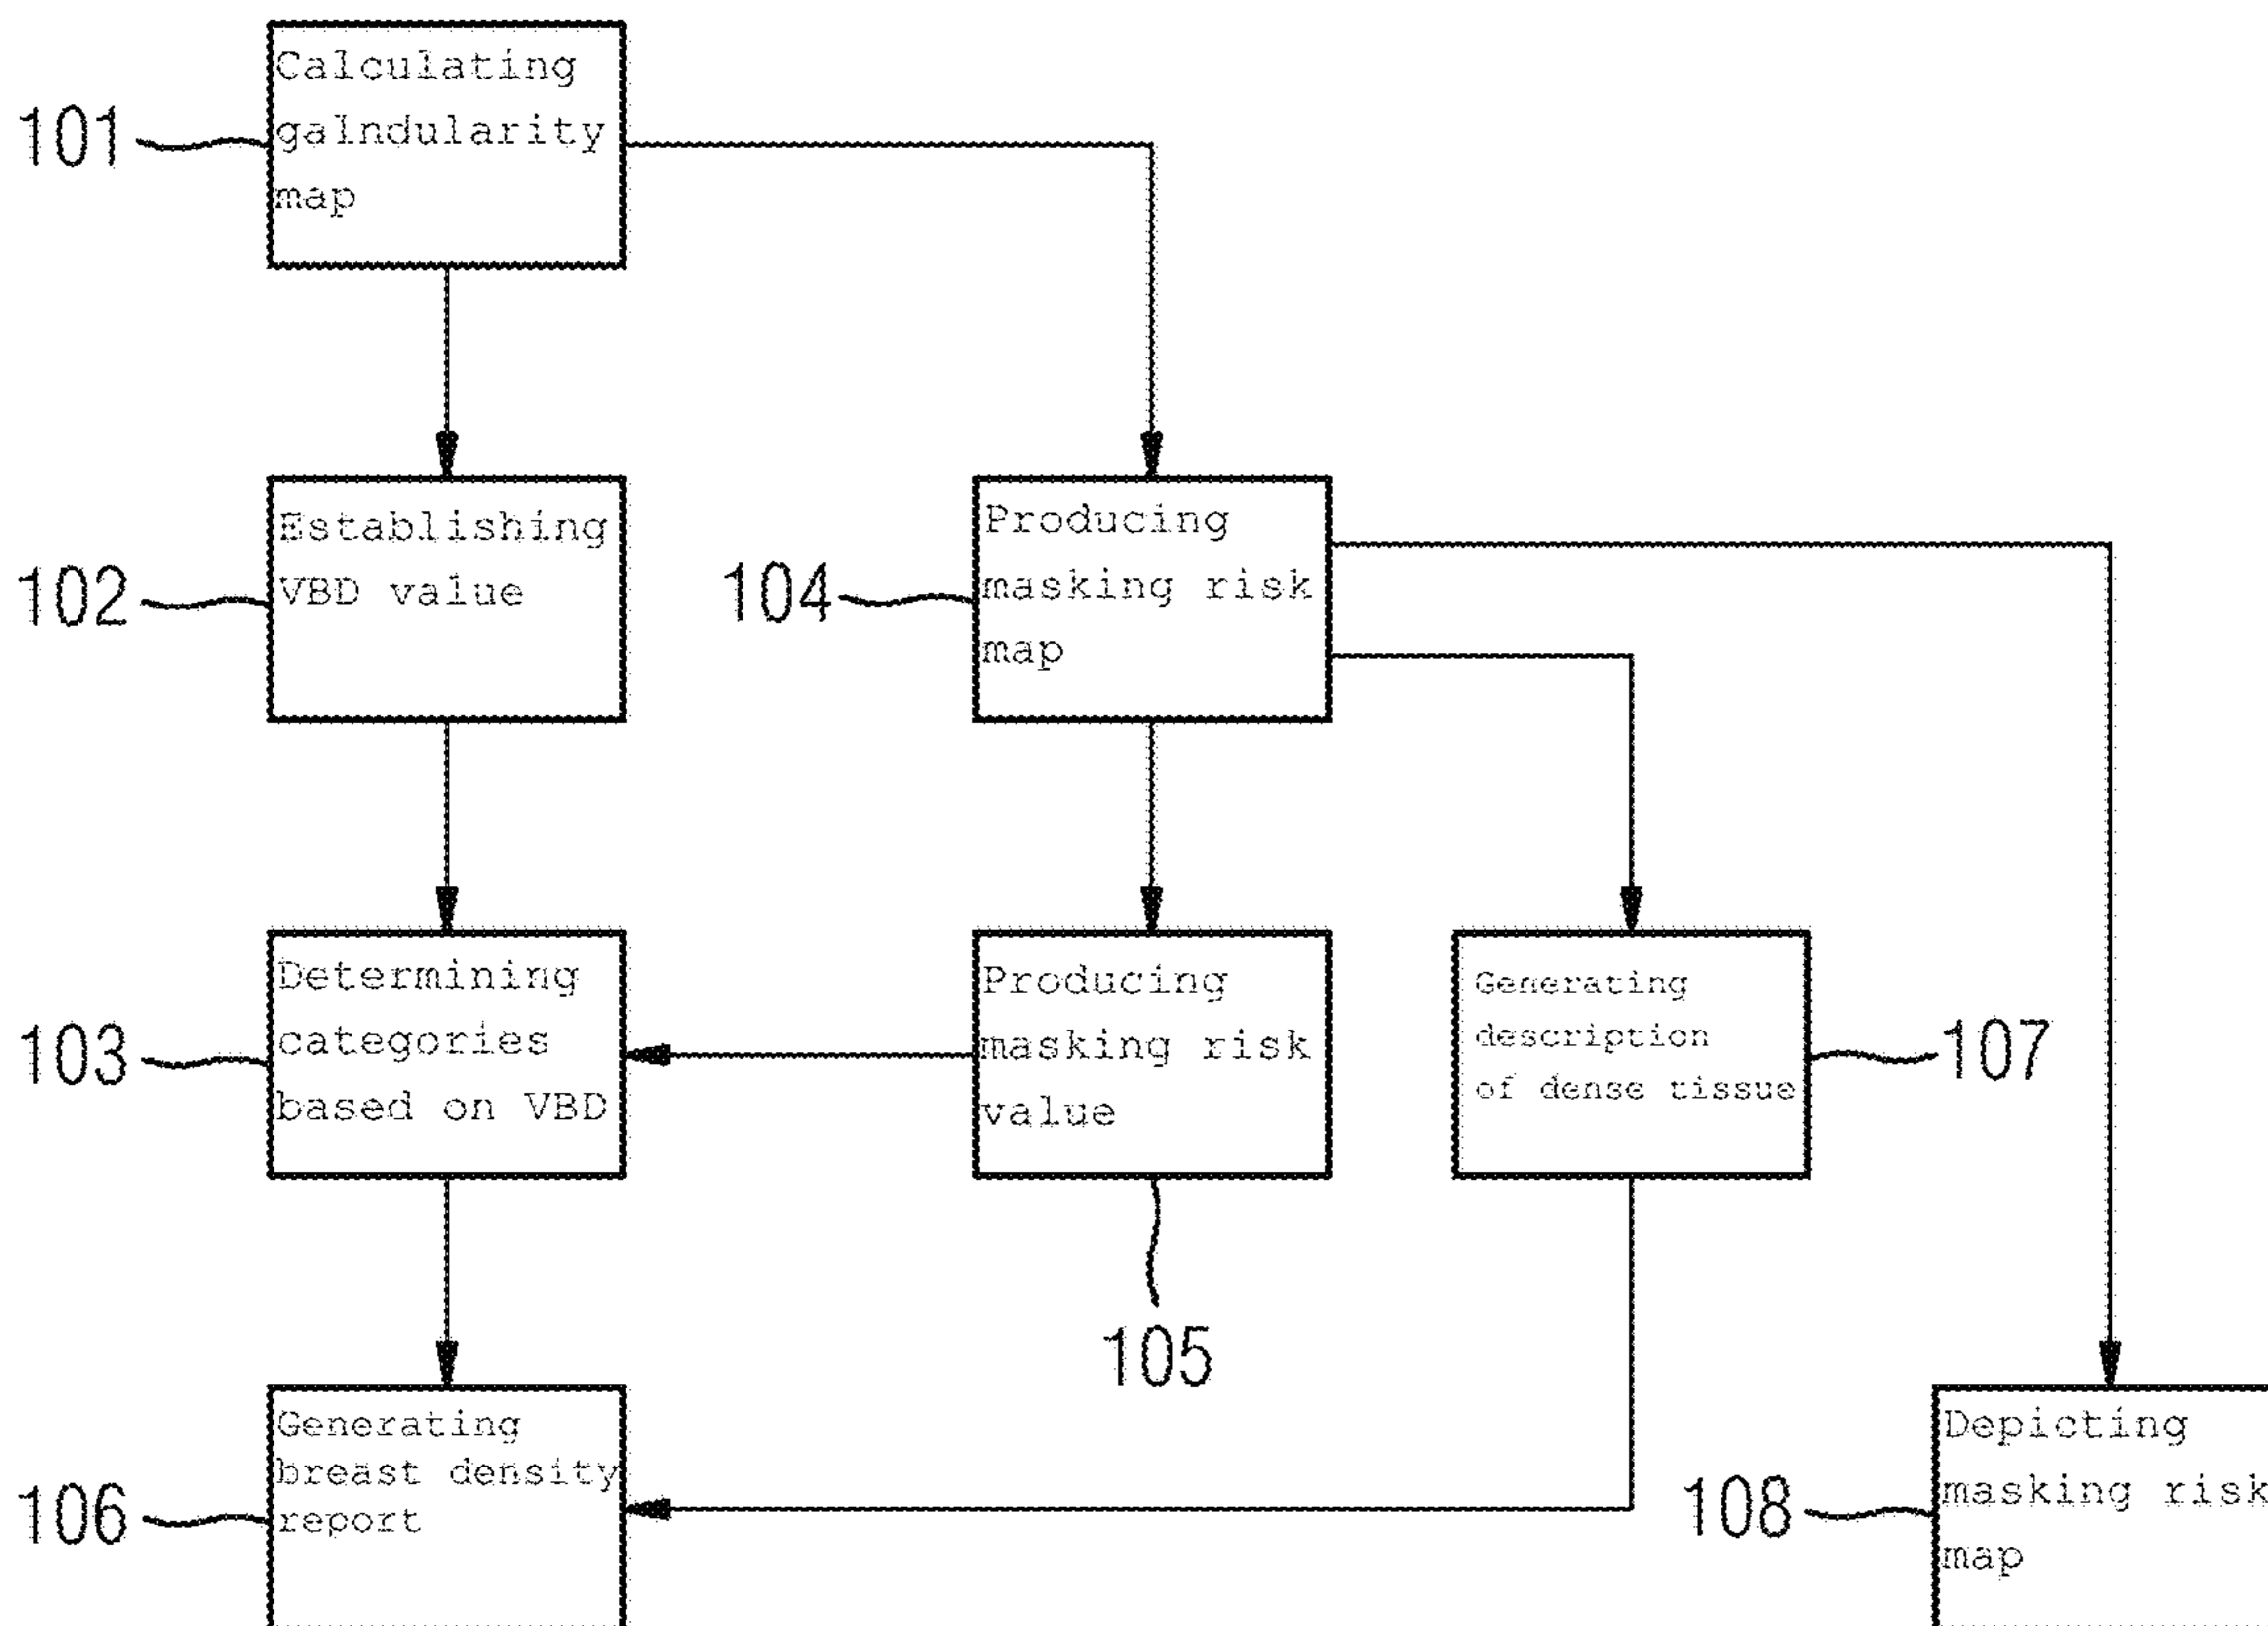 Calculating
galndularity
map
101
Establishing
VBD value
102
Producing
masking risk
map
104
Determining
categories
based on VBD
103
Producing
masking risk
value
105
Generating
description
of dense tissue
107
Generating
breast density
report
106
Depicting
masking risk
map
108